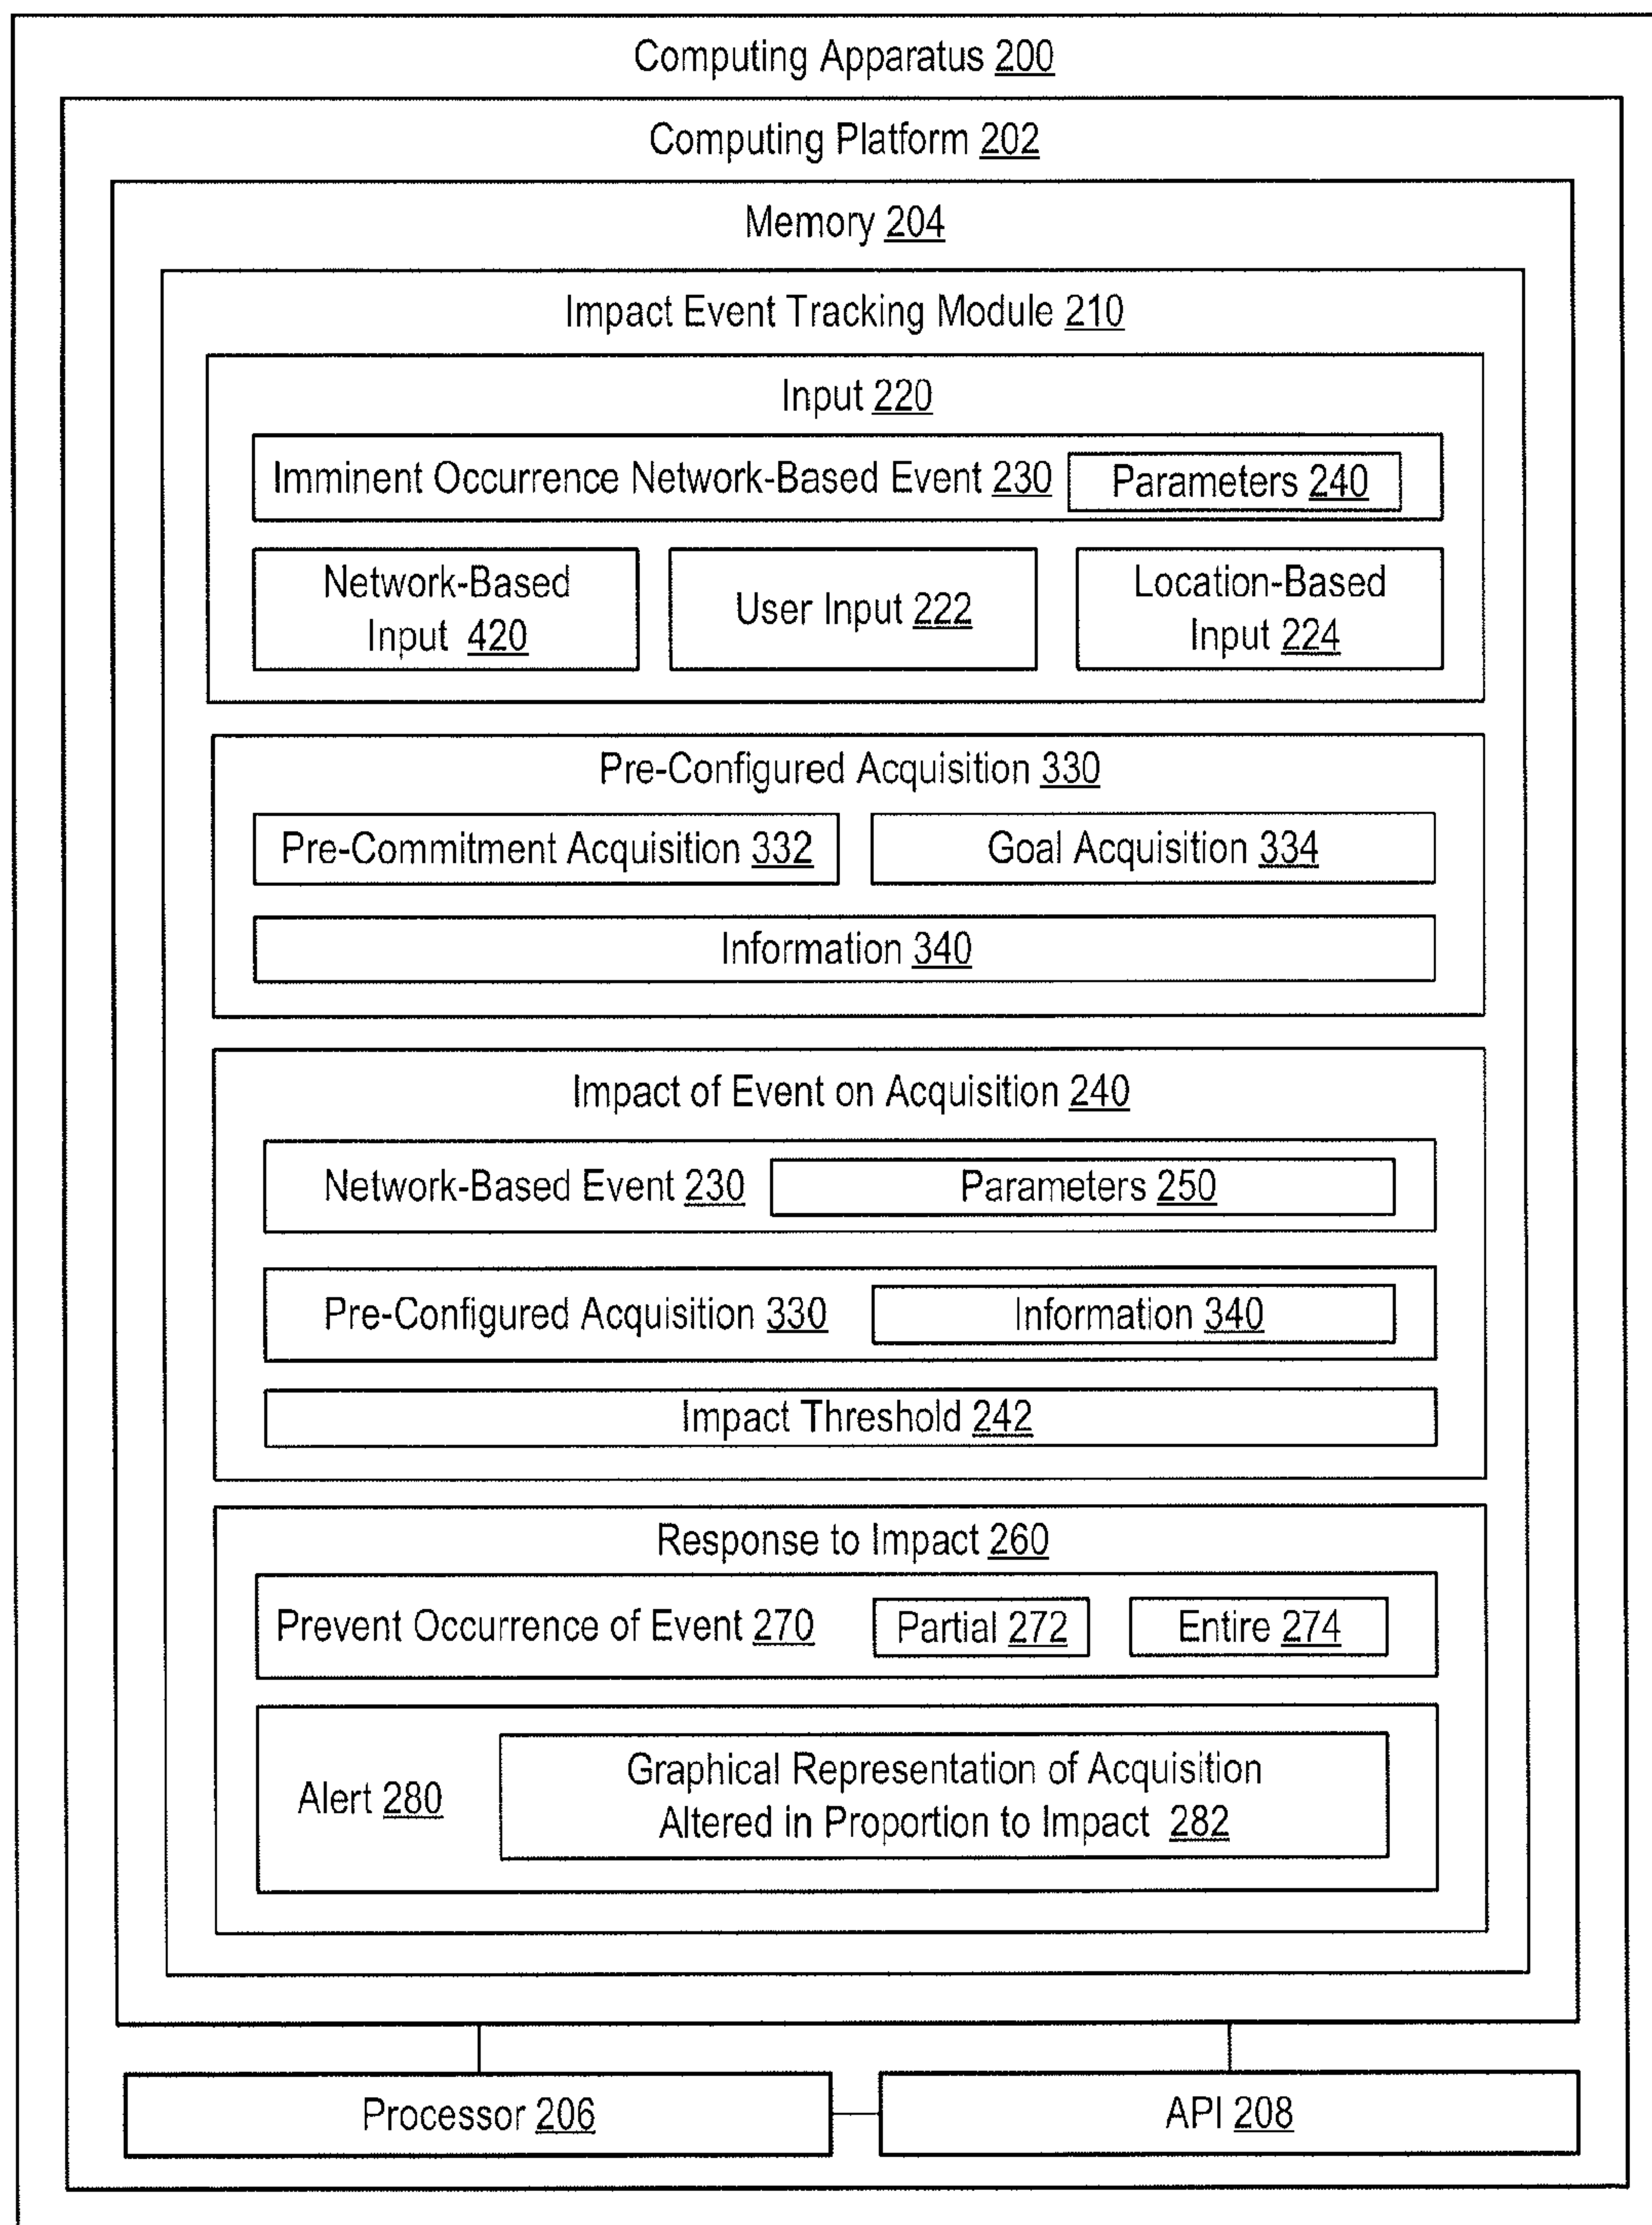 Computing Apparatus 200
Computing Platform 202
Memory 204
Impact Event Tracking Module 210
Input 220
Imminent Occurrence Network-Based Event 230
Parameters 240
Network-Based
Input 420
User Input 222
Location-Based
Input 224
Pre-Configured Acquisition 330
Pre-Commitment Acquisition 332
Goal Acquisition 334
Information 340
Impact of Event on Acquisition 240
Network-Based Event 230
Parameters 250
Pre-Configured Acquisition 330
Information 340
Impact Threshold 242
Response to Impact 260
Prevent Occurrence of Event 270
Partial 272
Entire 274
Alert 280
Graphical Representation of Acquisition
Altered in Proportion to Impact 282
Processor 206
API 208